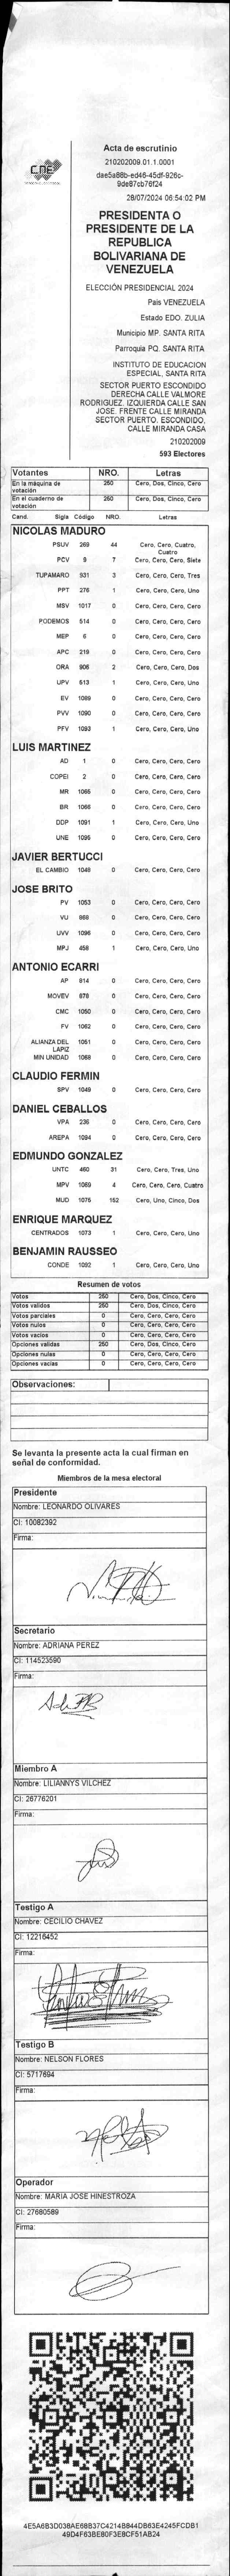 CNE
Acta de escrutinio
210202009.01.1.0001
dae5a88b-ed46-45df-926c-
9de87cb76f24
28/07/2024 06:54:02 PM
PRESIDENTA O
PRESIDENTE DE LA
REPUBLICA
BOLIVARIANA DE
VENEZUELA
ELECCIÓN PRESIDENCIAL 2024
Pais VENEZUELA
Estado EDO. ZULIA
Municipio MP. SANTA RITA
Parroquia PQ. SANTA RITA
INSTITUTO DE EDUCACION
ESPECIAL, SANTA RITA
SECTOR PUERTO ESCONDIDO
DERECHA CALLE VALMORE
RODRIGUEZ. IZQUIERDA CALLE SAN
JOSE. FRENTE CALLE MIRANDA
SECTOR PUERTO, ESCONDIDO,
CALLE MIRANDA CASA
210202009
593 Electores
Votantes NRO. Letras
En la máquina de votación 250 Cero, Dos, Cinco, Cero
En el cuaderno de votación 250 Cero, Dos, Cinco, Cero
Cand. Sigla Código NRO. Letras
NICOLAS MADURO
PSUV 269 44 Cero, Cero, Cuatro, Cuatro
PCV 9 7 Cero, Cero, Cero, Siete
TUPAMARO 931 3 Cero, Cero, Cero, Tres
PPT 276 1 Cero, Cero, Cero, Uno
MSV 1017 0 Cero, Cero, Cero, Cero
PODEMOS 514 0 Cero, Cero, Cero, Cero
MEP 6 0 Cero, Cero, Cero, Cero
APC 219 0 Cero, Cero, Cero, Cero
ORA 906 2 Cero, Cero, Cero, Dos
UPV 613 1 Cero, Cero, Cero, Uno
EV 1089 0 Cero, Cero, Cero, Cero
PVV 1090 0 Cero, Cero, Cero, Cero
PFV 1093 1 Cero, Cero, Cero, Uno
LUIS MARTINEZ
AD 1 0 Cero, Cero, Cero, Cero
COPEI 2 0 Cero, Cero, Cero, Cero
MR 1065 0 Cero, Cero, Cero, Cero
BR 1066 0 Cero, Cero, Cero, Cero
DDP 1091 1 Cero, Cero, Cero, Uno
UNE 1095 0 Cero, Cero, Cero, Cero
JAVIER BERTUCCI
EL CAMBIO 1048 0 Cero, Cero, Cero, Cero
JOSE BRITO
PV 1053 0 Cero, Cero, Cero, Cero
VU 968 0 Cero, Cero, Cero, Cero
UVV 1096 0 Cero, Cero, Cero, Cero
MPJ 458 1 Cero, Cero, Cero, Uno
ANTONIO ECARRI
AP 814 0 Cero, Cero, Cero, Cero
MOVEV 678 0 Cero, Cero, Cero, Cero
CMC 1050 0 Cero, Cero, Cero, Cero
FV 1062 0 Cero, Cero, Cero, Cero
ALIANZA DEL LAPIZ 1051 0 Cero, Cero, Cero, Cero
MIN UNIDAD 1068 0 Cero, Cero, Cero, Cero
CLAUDIO FERMIN
SPV 1049 0 Cero, Cero, Cero, Cero
DANIEL CEBALLOS
VPA 236 0 Cero, Cero, Cero, Cero
AREPA 1094 0 Cero, Cero, Cero, Cero
EDMUNDO GONZALEZ
UNTC 460 31 Cero, Cero, Tres, Uno
MPV 1069 4 Cero, Cero, Cero, Cuatro
MUD 1075 152 Cero, Uno, Cinco, Dos
ENRIQUE MARQUEZ
CENTRADOS 1073 1 Cero, Cero, Cero, Uno
BENJAMIN RAUSSEO
CONDE 1092 1 Cero, Cero, Cero, Uno
Resumen de votos
Votos 250 Cero, Dos, Cinco, Cero
Votos validos 250 Cero, Dos, Cinco, Cero
Votos parciales 0 Cero, Cero, Cero, Cero
Votos nulos 0 Cero, Cero, Cero, Cero
Votos vacios 0 Cero, Cero, Cero, Cero
Opciones validas 250 Cero, Dos, Cinco, Cero
Opciones nulas 0 Cero, Cero, Cero, Cero
Opciones vacias 0 Cero, Cero, Cero, Cero
Observaciones:
Se levanta la presente acta la cual firman en
señal de conformidad.
Miembros de la mesa electoral
Presidente
Nombre: LEONARDO OLIVARES
CI: 10082392
Firma:
Secretario
Nombre: ADRIANA PEREZ
CI: 114523590
Firma:
Miembro A
Nombre: LILIANNYS VILCHEZ
CI: 26776201
Firma:
Testigo A
Nombre: CECILIO CHAVEZ
CI: 12216452
Firma:
Testigo B
Nombre: NELSON FLORES
CI: 5717694
Firma:
Operador
Nombre: MARIA JOSE HINESTROZA
CI: 27680589
Firma:
4E5A6B3D038AE68B37C4214B844DB63E4245FCDB1
49D4F63BE80F3E8CF51AB24